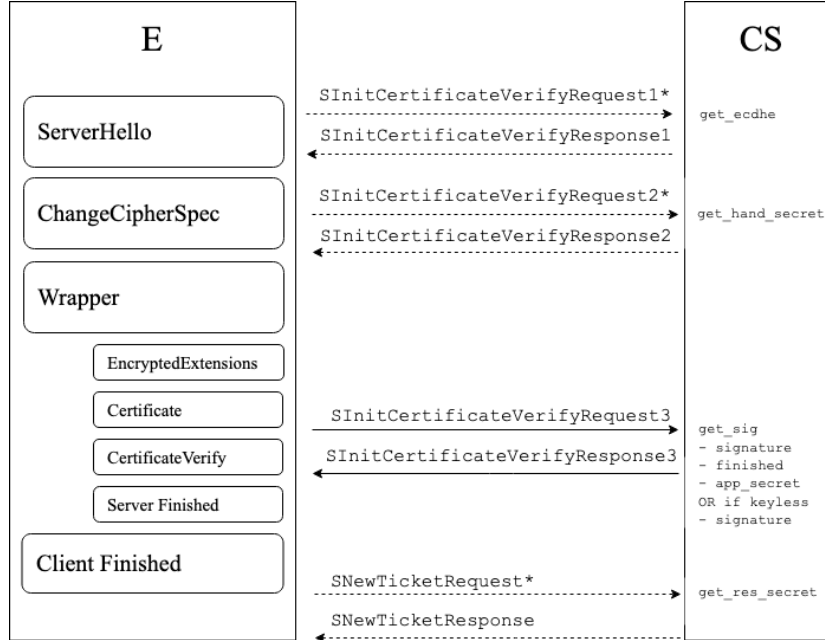 E
CS
SInitCertificateVerifyRequest1*
ServerHello
get_ecdhe
SInitCertificateVerifyResponse1
SInitCertificateVerifyRequest2*
ChangeCipherSpec
get_hand_secret
SInitCertificateVerifyResponse2
Wrapper
EncryptedExtensions
Certificate
SInitCertificateVerifyRequest3
get_sig
- signature
CertificateVerify
SInitCertificateVerifyResponse3
- finished
- app_secret
Server Finished
OR if keyless
- signature
Client Finished
SNewTicketRequest*
get_res_secret
SNewTicketResponse